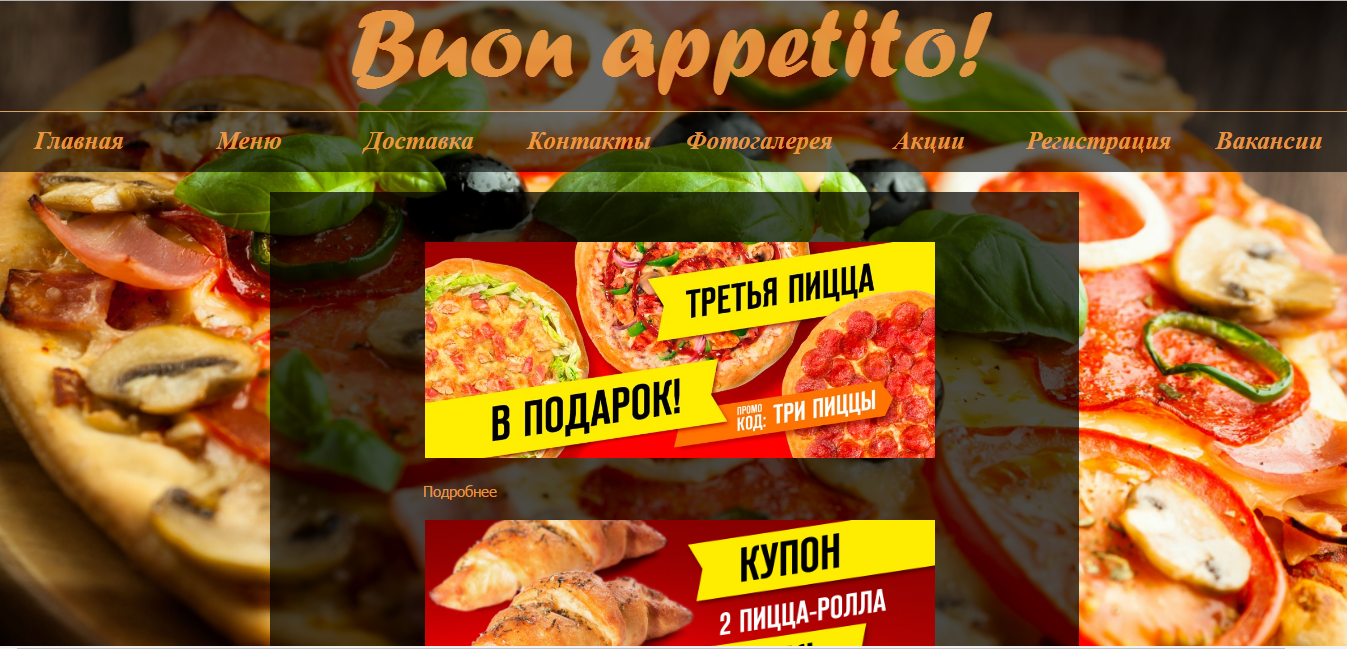 Buon appetito!
Главная Меню Доставка Контакты Фотогалерея Акции Регистрация Вакансии
ТРЕТЬЯ ПИЦЦА
В ПОДАРОК!
ПРОМО КОД: ТРИ ПИЦЦЫ
Подробнее
КУПОН
2 ПИЦЦА-РОЛЛА